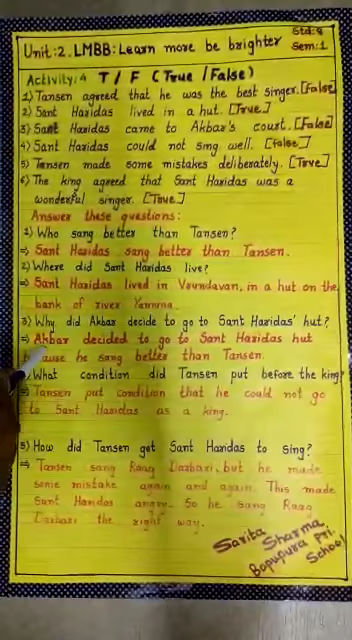 Std:8
Unit:2. LMBB: Learn more be brighter Sem:1
Activity:4 T / F (True / False)
1) Tansen agreed that he was the best singer. [False]
2) Sant Haridas lived in a hut. [True.]
3) Sant Haridas came to Akbar's court. [False]
4) Sant Haridas could not sing well. [false]
5) Tansen made some mistakes deliberately. [True]
6) The king agreed that Sant Haridas was a
wonderful singer. [True.]
Answer these questions:
1) Who sang better than Tansen?
⇒ Sant Haridas sang better than Tansen.
2) Where did Sant Haridas live?
⇒ Sant Haridas lived in Vrundavan, in a hut on the
bank of river Yamuna.
3) Why did Akbar decide to go to Sant Haridas' hut?
⇒ Akbar decided to go to Sant Haridas hut
because he sang better than Tansen.
What condition did Tansen put before the king?
⇒ Tansen put condition that he could not go
to Sant Haridas as a king.
5) How did Tansen get Sant Haridas to sing?
⇒ Tansen sang Raag Darbari, but he made
some mistake again and again. This made
Sant Haridas angry. So he sang Raag
Darbari the right way.
Sarita Sharma
Bopupura Pri.
School